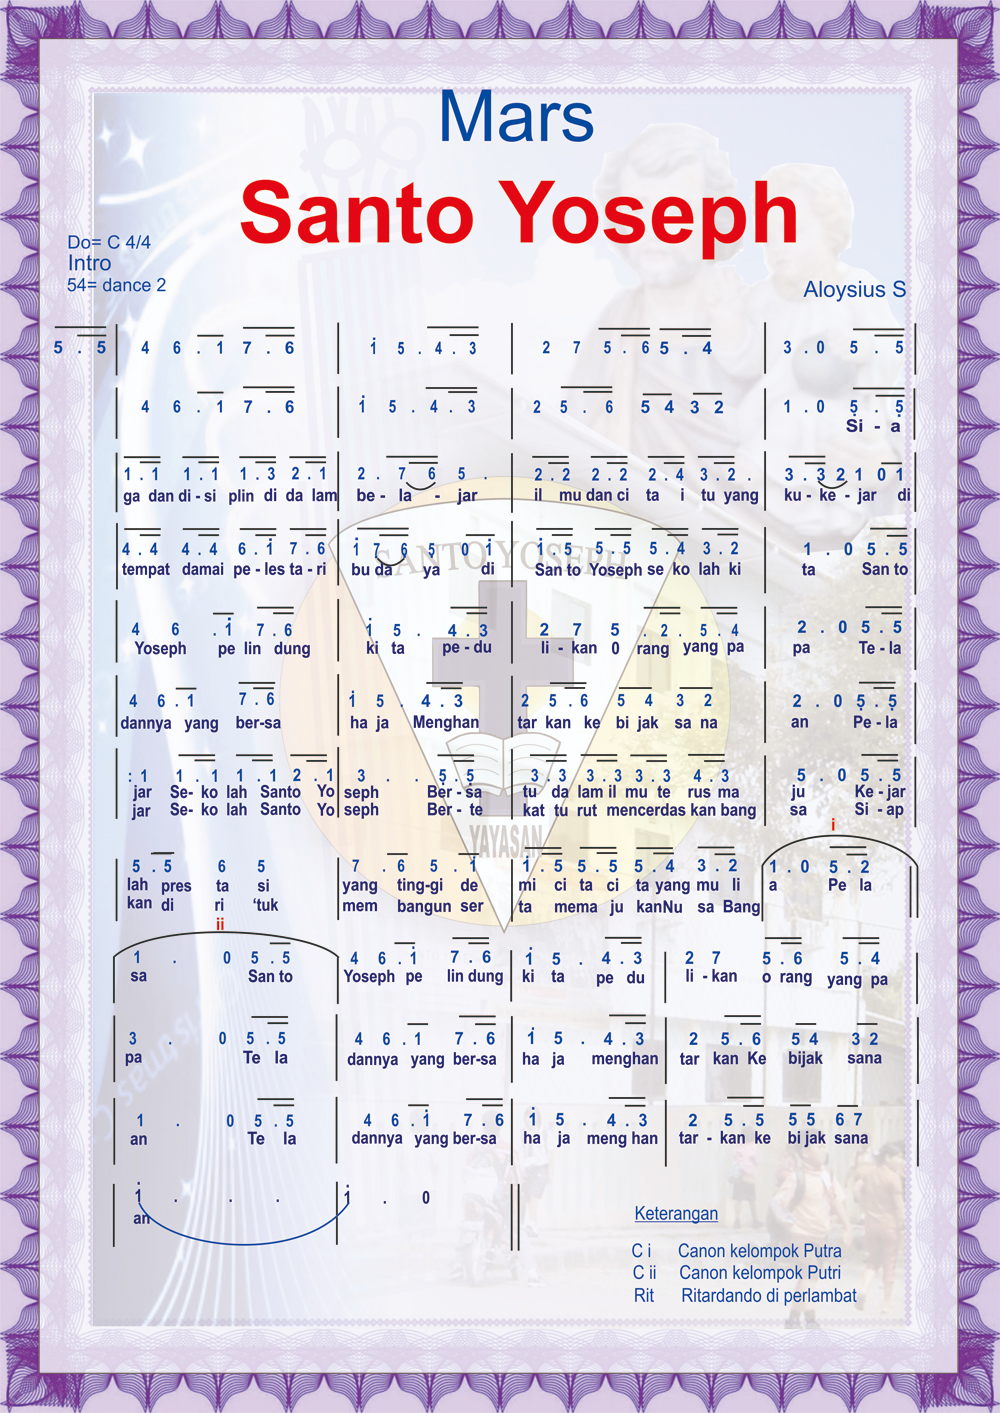 Mars
Santo Yoseph
Do= C 4/4
Intro
54= dance 2
Aloysius S
5 . 5 | 4 6 . 1 7 . 6 | i 5 . 4 . 3 | 2 7 5 . 6 5 . 4 | 3 . 0 5 . 5 |
| 4 6 . 1 7 . 6 | i 5 . 4 . 3 | 2 5 . 6 5 4 3 2 | 1 . 0 5 . 5 |
Si - a
| 1 . 1 1 . 1 1 . 3 2 . 1 | 2 . 7 6 5 . | 2 . 2 2 . 2 2 . 4 3 . 2 . | 3 . 3 2 1 0 1 |
ga dan di - si plin di da lam be - la - jar il mu dan ci ta i tu yang ku - ke - jar di
| 4 . 4 4 . 4 6 . i 7 . 6 | i 7 6 5 0 i | i . 5 5 . 5 5 . 4 3 . 2 | 1 . 0 5 . 5 |
tempat damai pe - les ta - ri bu da ya di San to Yoseph se ko lah ki ta San to
SANTO YOSEPH
| 4 6 . i 7 . 6 | i 5 . 4 . 3 | 2 7 5 . 2 . 5 . 4 | 2 . 0 5 . 5 |
Yoseph pe lin dung ki ta pe - du li - kan 0 rang yang pa pa Te - la
| 4 6 . 1 7 . 6 | i 5 . 4 . 3 | 2 5 . 6 5 4 3 2 | 2 . 0 5 . 5 |
dannya yang ber-sa ha ja Menghan tar kan ke bi jak sa na an Pe - la
| : 1 1 . 1 1 . 1 2 . 1 | 3 . . 5 . 5 | 3 . 3 3 . 3 3 . 3 4 . 3 | 5 . 0 5 . 5 |
jar Se- ko lah Santo Yo seph Ber - sa tu da lam il mu te rus ma ju Ke - jar
jar Se- ko lah Santo Yo seph Ber - te kat tu rut mencerdas kan bang sa Si - ap
YAYASAN
i
| 5 . 5 6 5 | 7 . 6 5 . i | i . 5 5 . 5 5 . 4 3 . 2 | 1 . 0 5 . 2 |
lah pres ta si yang ting-gi de mi ci ta ci ta yang mu li a Pe la
kan di ri 'tuk mem bangun ser ta mema ju kanNu sa Bang
ii
| 1 . 0 5 . 5 | 4 6 . i 7 . 6 | i 5 . 4 . 3 | 2 7 5 . 6 5 . 4 |
sa San to Yoseph pe lin dung ki ta pe du li - kan o rang yang pa
| 3 . 0 5 . 5 | 4 6 . 1 7 . 6 | i 5 . 4 . 3 | 2 5 . 6 5 4 3 2 |
pa Te la dannya yang ber-sa ha ja menghan tar kan Ke bijak sana
| 1 . 0 5 . 5 | 4 6 . i 7 . 6 | i 5 . 4 . 3 | 2 5 . 5 5 5 6 7 |
an Te la dannya yang ber-sa ha ja meng han tar - kan ke bi jak sana
| i . . . | i . 0 ||
an
Keterangan
C i Canon kelompok Putra
C ii Canon kelompok Putri
Rit Ritardando di perlambat